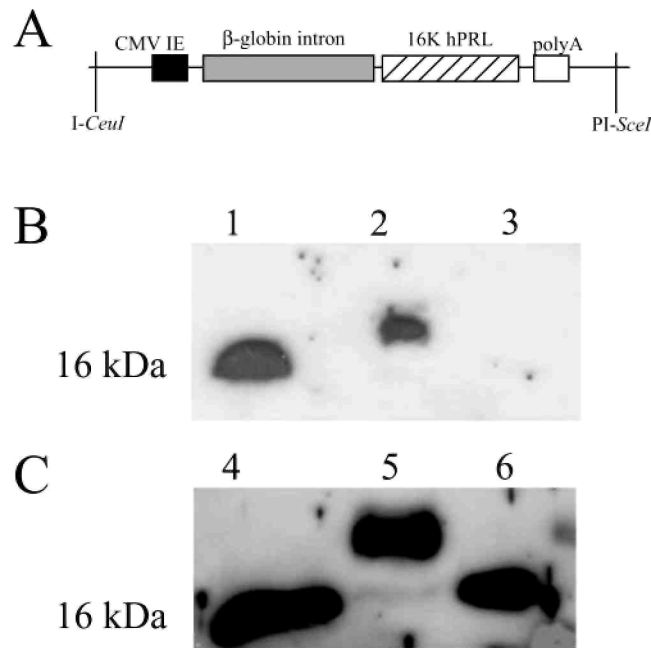 A
CMV IE β-globin intron 16K hPRL polyA
I-CeuI PI-SceI
B
1 2 3
16 kDa
C
4 5 6
16 kDa